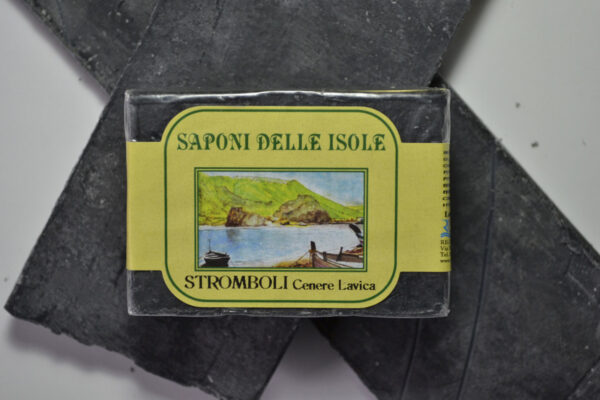 SAPONI DELLE ISOLE
STROMBOLI Cenere Lavica